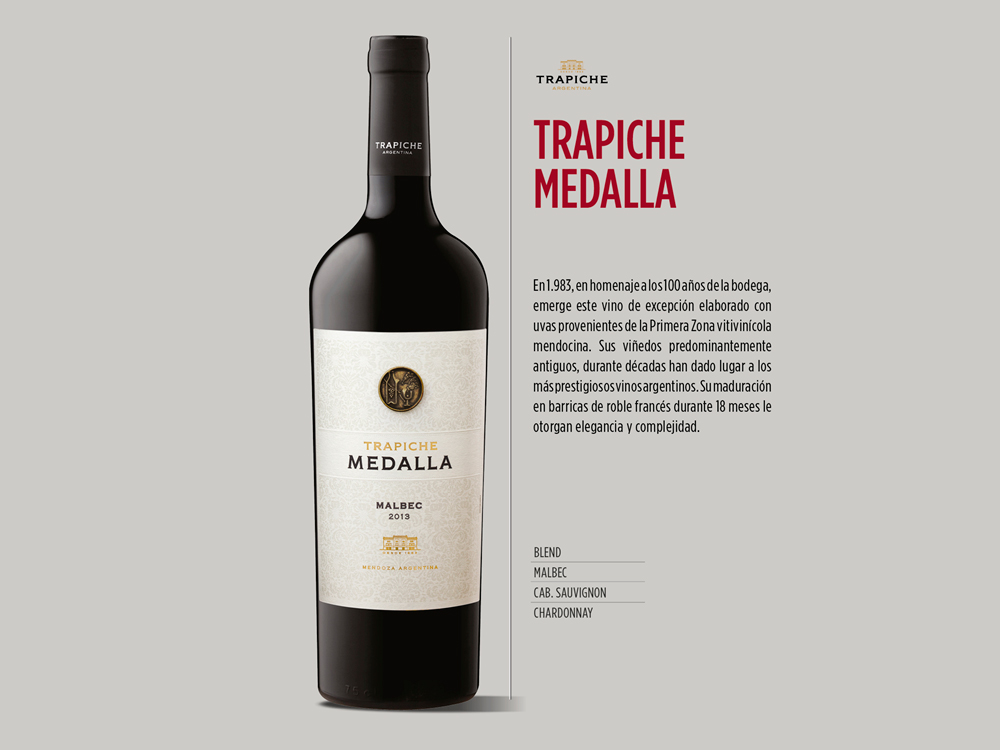 TRAPICHE
ARGENTINA
TRAPICHE
MEDALLA
MALBEC
2013
MENDOZA ARGENTINA
TRAPICHE
ARGENTINA
TRAPICHE
MEDALLA
En 1.983, en homenaje a los 100 años de la bodega,
emerge este vino de excepción elaborado con
uvas provenientes de la Primera Zona vitivinícola
mendocina. Sus viñedos predominantemente
antiguos, durante décadas han dado lugar a los
más prestigiosos vinos argentinos. Su maduración
en barricas de roble francés durante 18 meses le
otorgan elegancia y complejidad.
BLEND
MALBEC
CAB. SAUVIGNON
CHARDONNAY